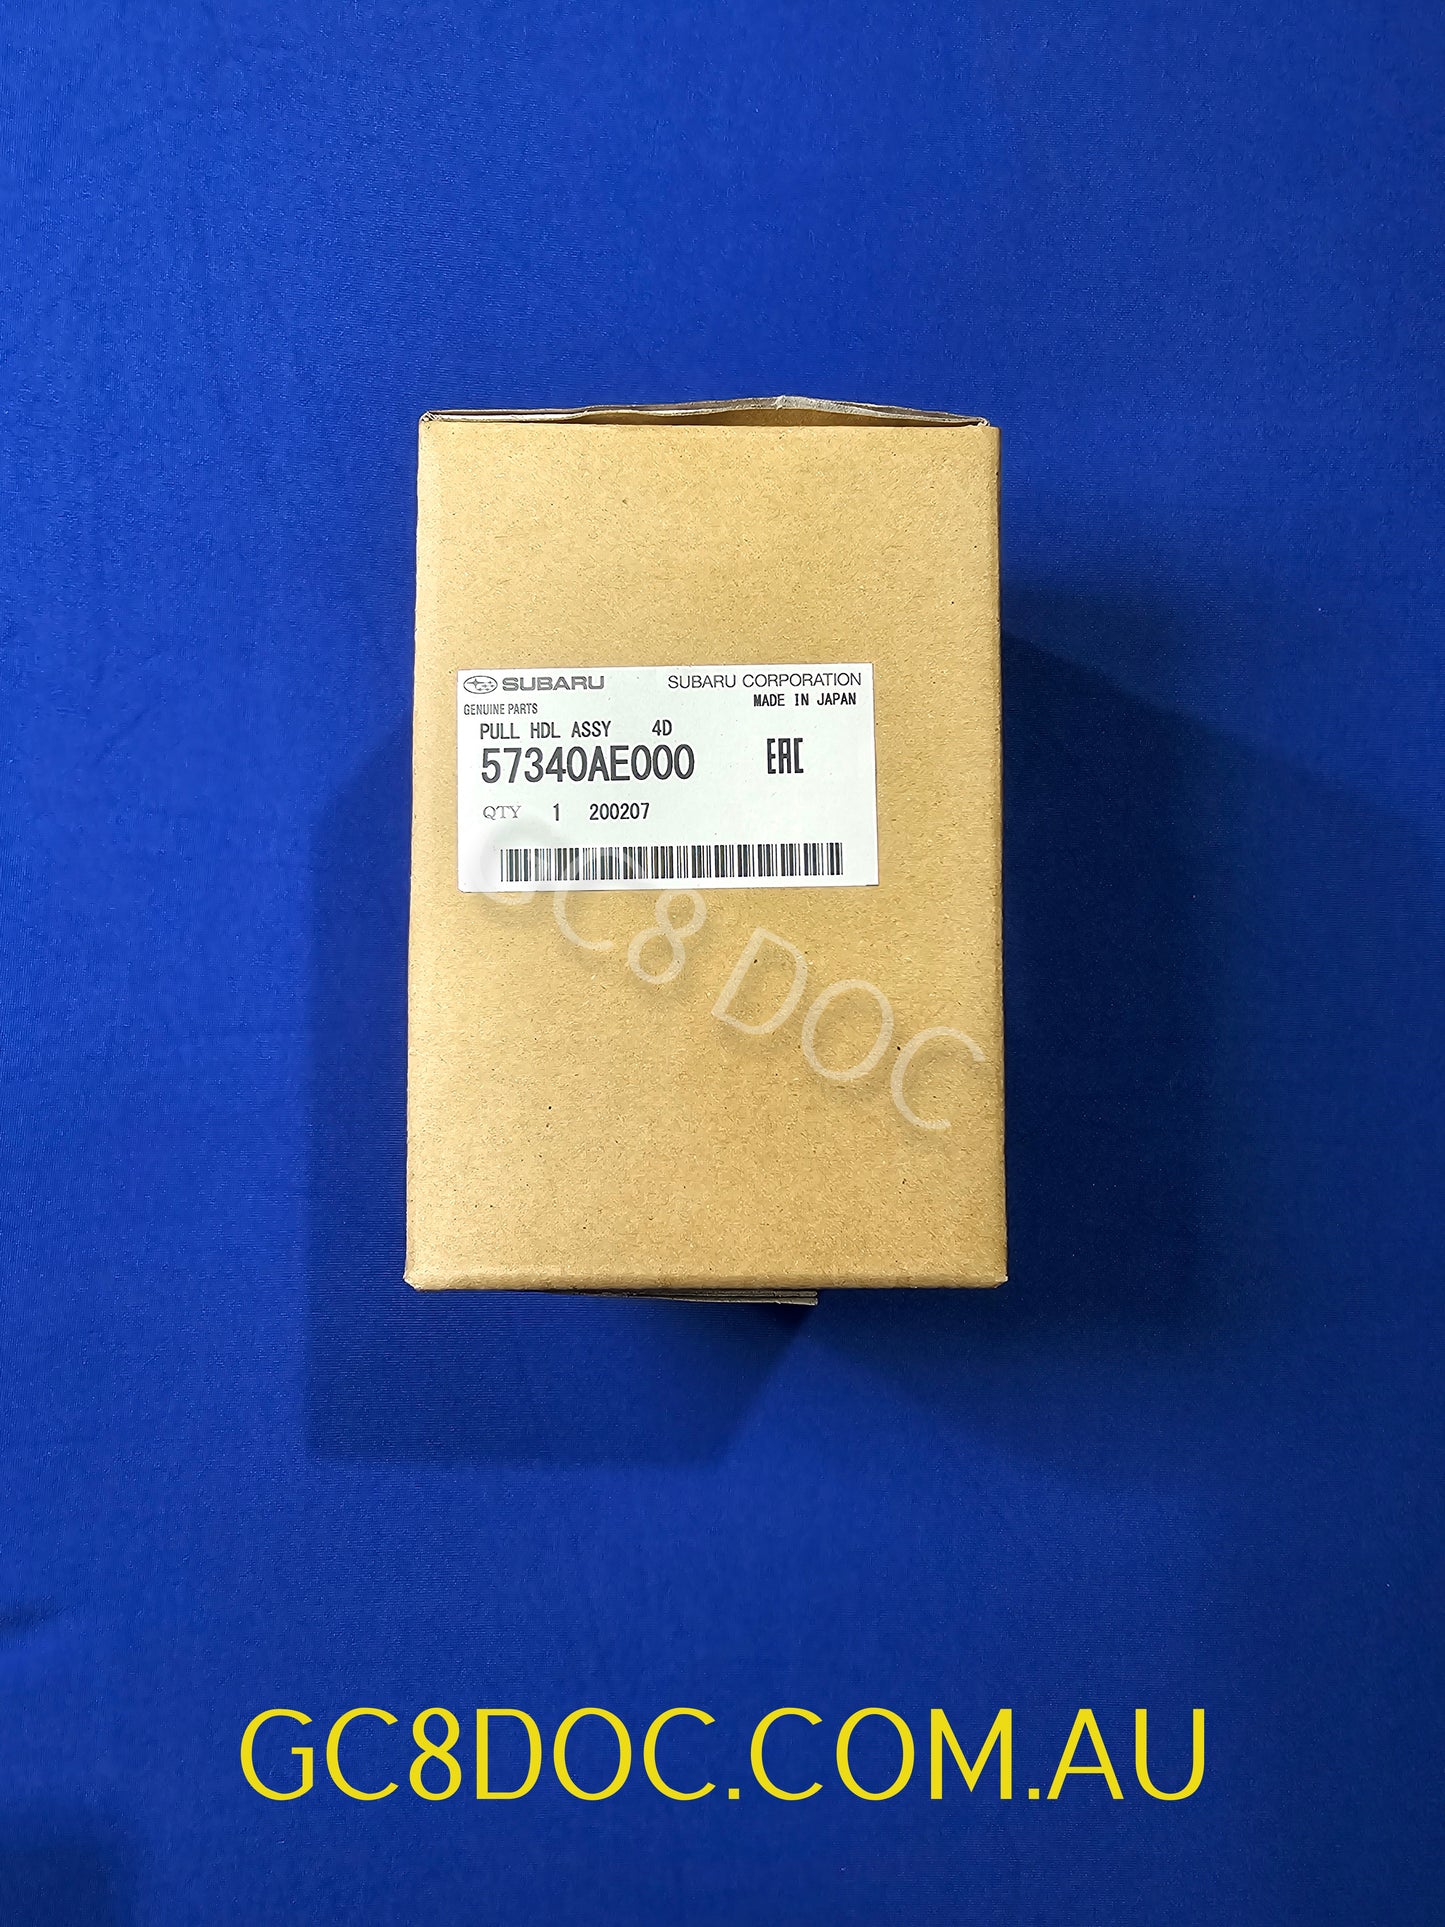 SUBARU SUBARU CORPORATION
GENUINE PARTS MADE IN JAPAN
PULL HDL ASSY 4D
57340AE000 EAC
QTY 1 200207
GC8 DOC
GC8DOC.COM.AU